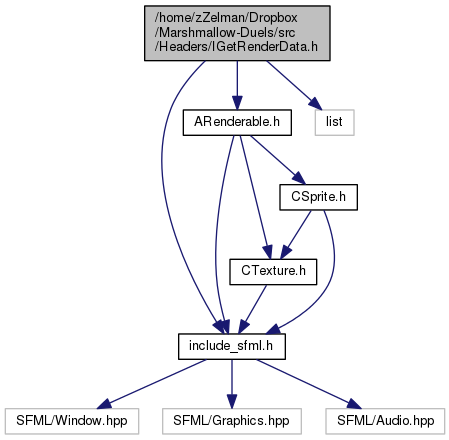 /home/zZelman/Dropbox
/Marshmallow-Duels/src
/Headers/IGetRenderData.h
ARenderable.h
list
CSprite.h
CTexture.h
include_sfml.h
SFML/Window.hpp
SFML/Graphics.hpp
SFML/Audio.hpp